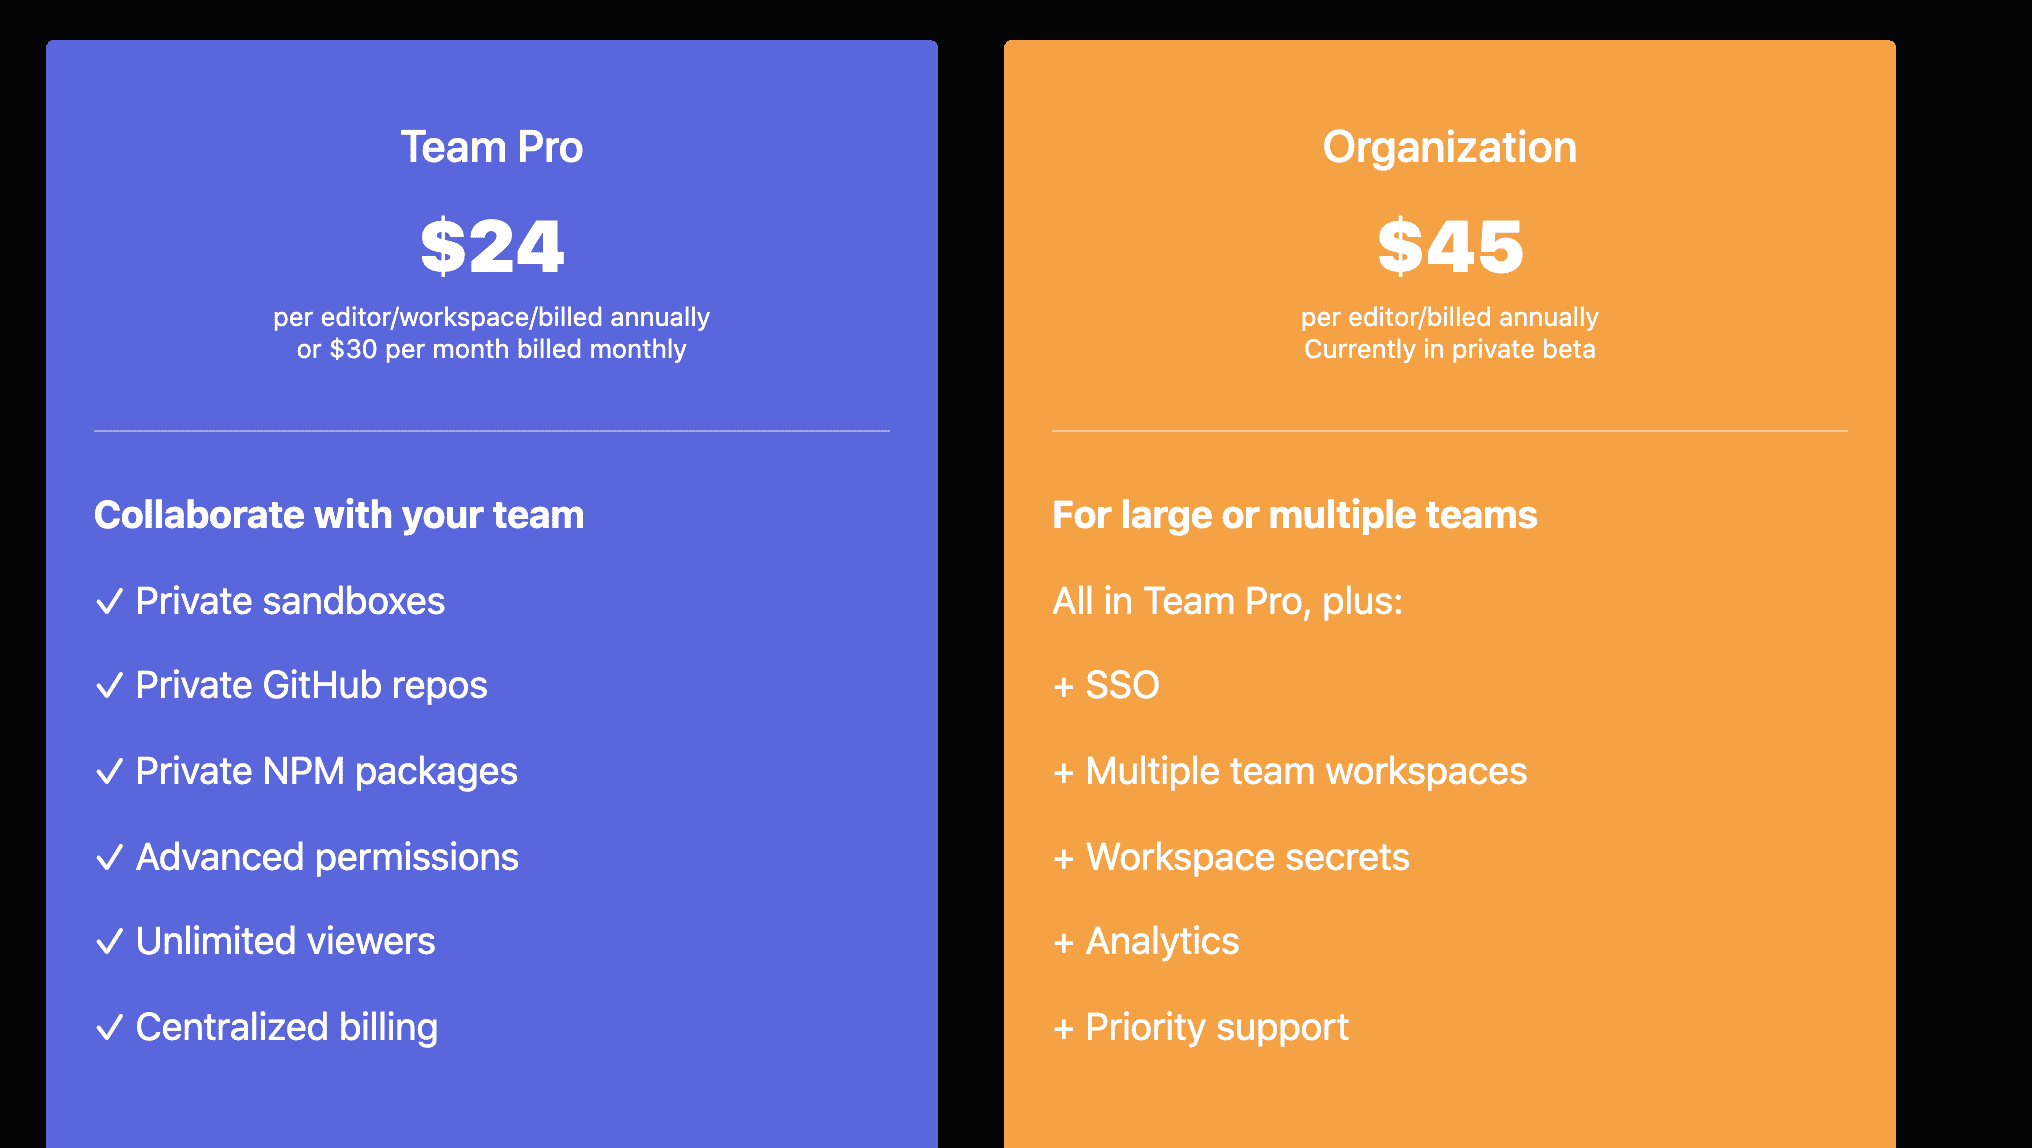 Team Pro
$24
per editor/workspace/billed annually
or $30 per month billed monthly
Collaborate with your team
✓ Private sandboxes
✓ Private GitHub repos
✓ Private NPM packages
✓ Advanced permissions
✓ Unlimited viewers
✓ Centralized billing
Organization
$45
per editor/billed annually
Currently in private beta
For large or multiple teams
All in Team Pro, plus:
+ SSO
+ Multiple team workspaces
+ Workspace secrets
+ Analytics
+ Priority support